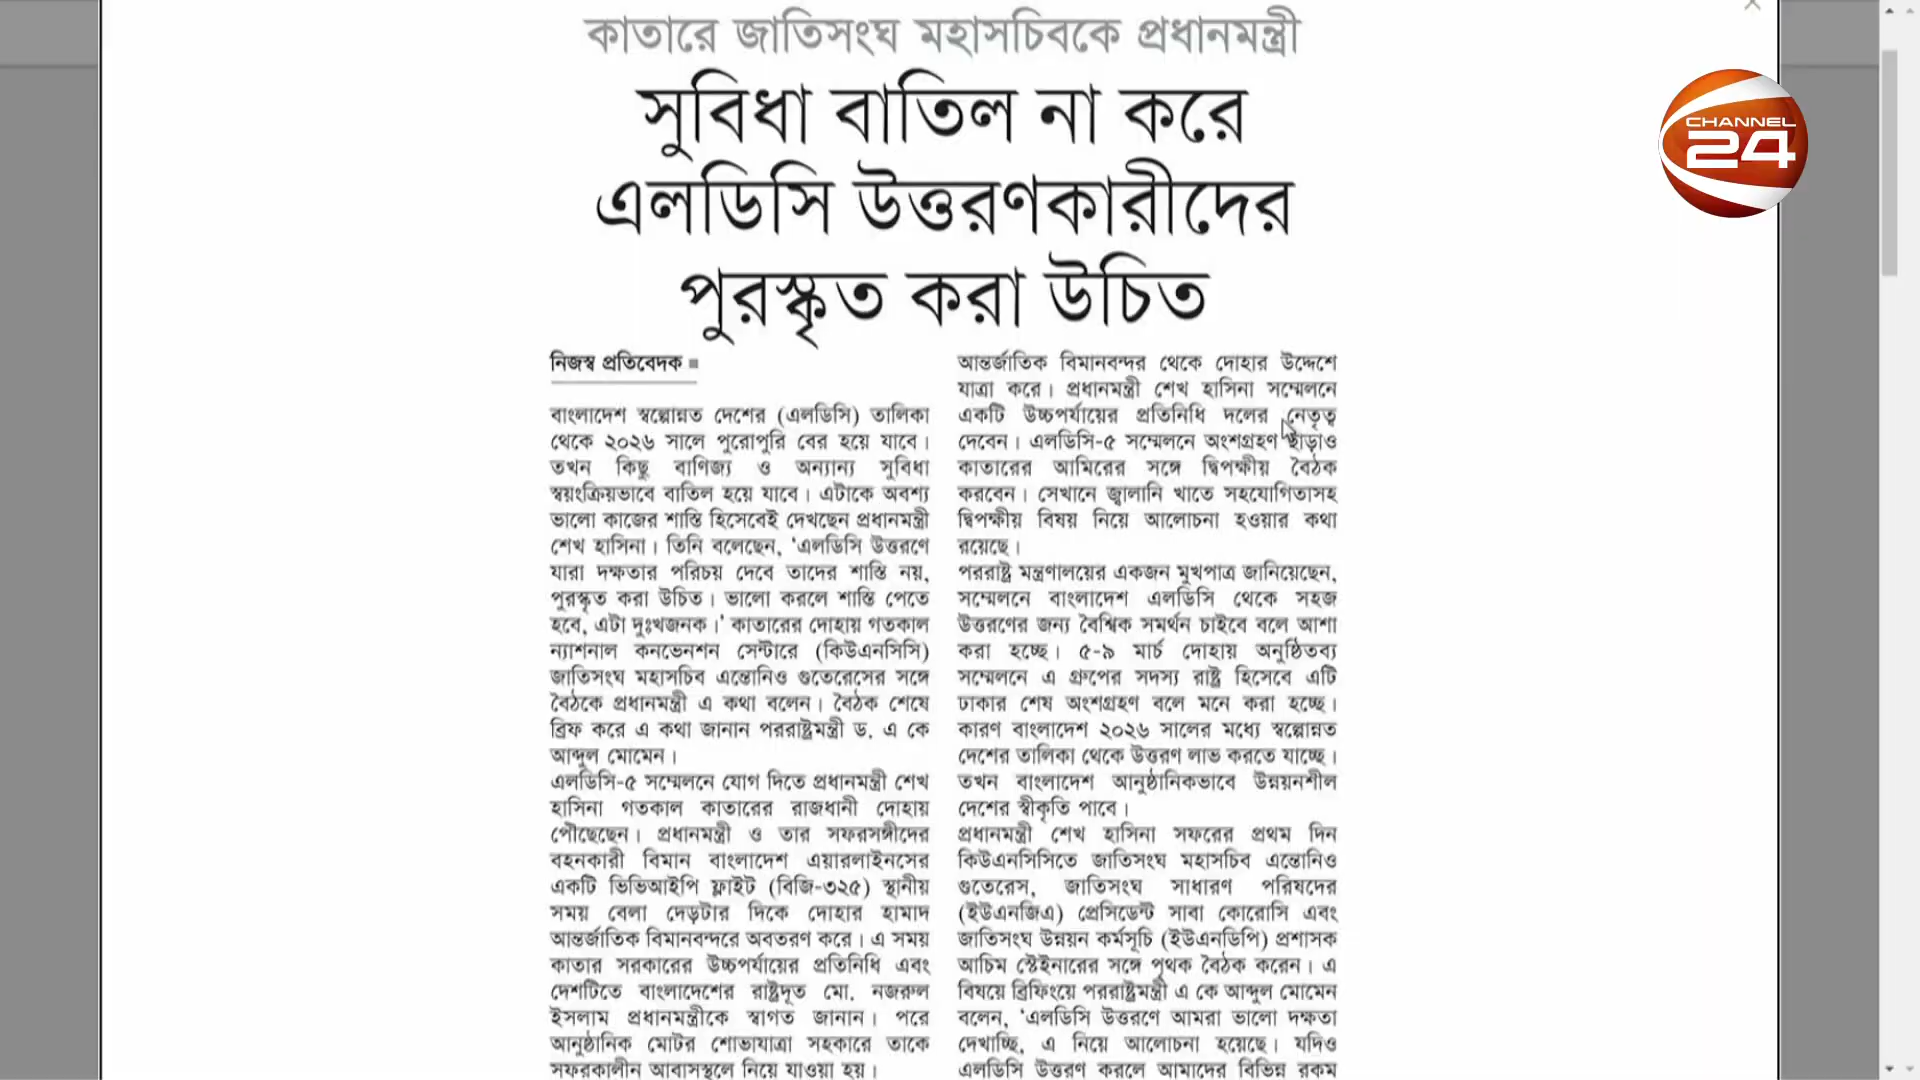 কাতারে জাতিসংঘ মহাসচিবকে প্রধানমন্ত্রী
সুবিধা বাতিল না করে
এলডিসি উত্তরণকারীদের
পুরস্কৃত করা উচিত
CHANNEL
24
নিজস্ব প্রতিবেদক
বাংলাদেশ স্বল্পোন্নত দেশের (এলডিসি) তালিকা
থেকে ২০২৬ সালে পুরোপুরি বের হয়ে যাবে।
তখন কিছু বাণিজ্য ও অন্যান্য সুবিধা
স্বয়ংক্রিয়ভাবে বাতিল হয়ে যাবে। এটাকে অবশ্য
ভালো কাজের শাস্তি হিসেবেই দেখছেন প্রধানমন্ত্রী
শেখ হাসিনা। তিনি বলেছেন, ‘এলডিসি উত্তরণে
যারা দক্ষতার পরিচয় দেবে তাদের শাস্তি নয়,
পুরস্কৃত করা উচিত। ভালো করলে শাস্তি পেতে
হবে, এটা দুঃখজনক।’ কাতারের দোহায় গতকাল
ন্যাশনাল কনভেনশন সেন্টারে (কিউএনসিসি)
জাতিসংঘ মহাসচিব এন্তোনিও গুতেরেসের সঙ্গে
বৈঠকে প্রধানমন্ত্রী এ কথা বলেন। বৈঠক শেষে
ব্রিফ করে এ কথা জানান পররাষ্ট্রমন্ত্রী ড. এ কে
আব্দুল মোমেন।
এলডিসি-৫ সম্মেলনে যোগ দিতে প্রধানমন্ত্রী শেখ
হাসিনা গতকাল কাতারের রাজধানী দোহায়
পৌঁছেছেন। প্রধানমন্ত্রী ও তার সফরসঙ্গীদের
বহনকারী বিমান বাংলাদেশ এয়ারলাইনসের
একটি ভিভিআইপি ফ্লাইট (বিজি-৩২৫) স্থানীয়
সময় বেলা দেড়টার দিকে দোহার হামাদ
আন্তর্জাতিক বিমানবন্দরে অবতরণ করে। এ সময়
কাতার সরকারের উচ্চপর্যায়ের প্রতিনিধি এবং
দেশটিতে বাংলাদেশের রাষ্ট্রদূত মো. নজরুল
ইসলাম প্রধানমন্ত্রীকে স্বাগত জানান। পরে
আনুষ্ঠানিক মোটর শোভাযাত্রা সহকারে তাকে
সফরকালীন আবাসস্থলে নিয়ে যাওয়া হয়।
আন্তর্জাতিক বিমানবন্দর থেকে দোহার উদ্দেশে
যাত্রা করে। প্রধানমন্ত্রী শেখ হাসিনা সম্মেলনে
একটি উচ্চপর্যায়ের প্রতিনিধি দলের নেতৃত্ব
দেবেন। এলডিসি-৫ সম্মেলনে অংশগ্রহণ ছাড়াও
কাতারের আমিরের সঙ্গে দ্বিপক্ষীয় বৈঠক
করবেন। সেখানে জ্বালানি খাতে সহযোগিতাসহ
দ্বিপক্ষীয় বিষয় নিয়ে আলোচনা হওয়ার কথা
রয়েছে।
পররাষ্ট্র মন্ত্রণালয়ের একজন মুখপাত্র জানিয়েছেন,
সম্মেলনে বাংলাদেশ এলডিসি থেকে সহজ
উত্তরণের জন্য বৈশ্বিক সমর্থন চাইবে বলে আশা
করা হচ্ছে। ৫-৯ মার্চ দোহায় অনুষ্ঠিতব্য
সম্মেলনে এ গ্রুপের সদস্য রাষ্ট্র হিসেবে এটি
ঢাকার শেষ অংশগ্রহণ বলে মনে করা হচ্ছে।
কারণ বাংলাদেশ ২০২৬ সালের মধ্যে স্বল্পোন্নত
দেশের তালিকা থেকে উত্তরণ লাভ করতে যাচ্ছে।
তখন বাংলাদেশ আনুষ্ঠানিকভাবে উন্নয়নশীল
দেশের স্বীকৃতি পাবে।
প্রধানমন্ত্রী শেখ হাসিনা সফরের প্রথম দিন
কিউএনসিসিতে জাতিসংঘ মহাসচিব এন্তোনিও
গুতেরেস, জাতিসংঘ সাধারণ পরিষদের
(ইউএনজিএ) প্রেসিডেন্ট সাবা কোরোসি এবং
জাতিসংঘ উন্নয়ন কর্মসূচি (ইউএনডিপি) প্রশাসক
আচিম স্টেইনারের সঙ্গে পৃথক বৈঠক করেন। এ
বিষয়ে ব্রিফিংয়ে পররাষ্ট্রমন্ত্রী এ কে আব্দুল মোমেন
বলেন, ‘এলডিসি উত্তরণে আমরা ভালো দক্ষতা
দেখাচ্ছি, এ নিয়ে আলোচনা হয়েছে। যদিও
এলডিসি উত্তরণ করলে আমাদের বিভিন্ন রকম